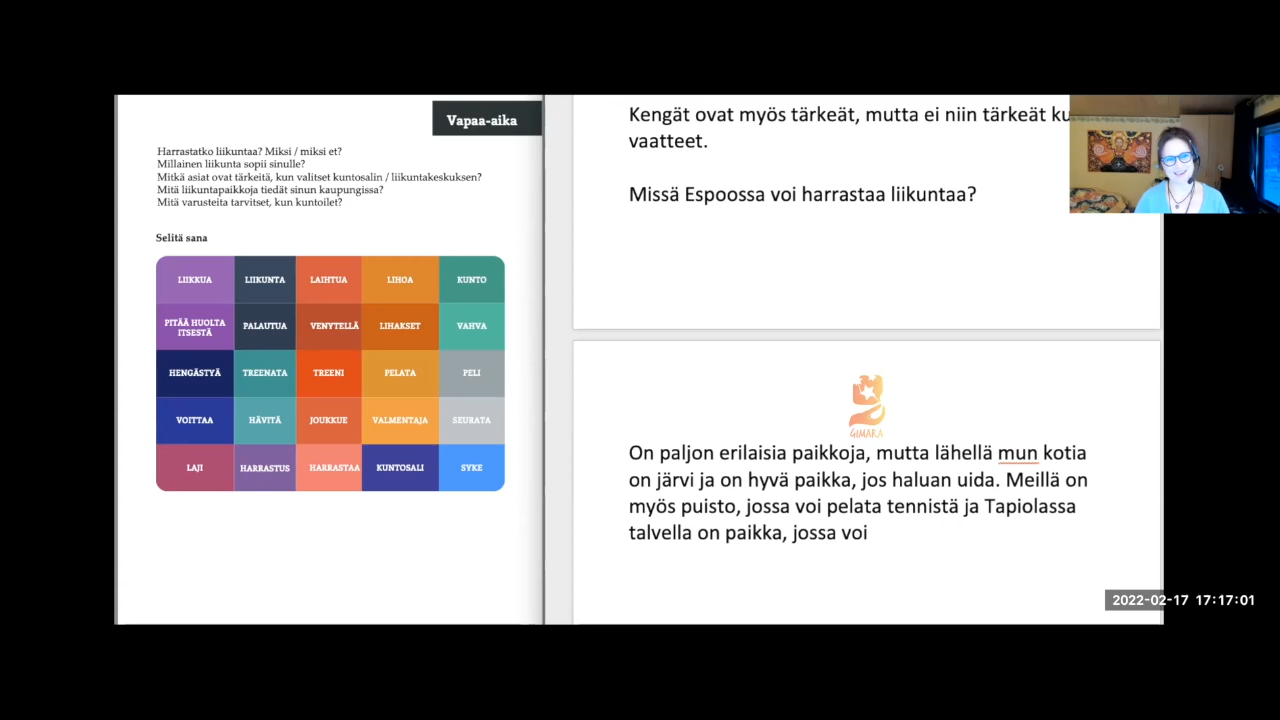 Vapaa-aika
Harrastatko liikuntaa? Miksi / miksi et?
Millainen liikunta sopii sinulle?
Mitkä asiat ovat tärkeitä, kun valitset kuntosalin / liikuntakeskuksen?
Mitä liikuntapaikkoja tiedät sinun kaupungissa?
Mitä varusteita tarvitset, kun kuntoilet?
Selitä sana
LIIKKUA LIIKUNTA LAIHTUA LIHOA KUNTO
PITÄÄ HUOLTA
ITSESTÄ PALAUTUA VENYTELLÄ LIHAKSET VAHVA
HENGÄSTYÄ TREENATA TREENI PELATA PELI
VOITTAA HÄVITÄ JOUKKUE VALMENTAJA SEURATA
LAJI HARRASTUS HARRASTAA KUNTOSALI SYKE
Kengät ovat myös tärkeät, mutta ei niin tärkeät
vaatteet.
Missä Espoossa voi harrastaa liikuntaa?
GIMARA
On paljon erilaisia paikkoja, mutta lähellä mun kotia
on järvi ja on hyvä paikka, jos haluan uida. Meillä on
myös puisto, jossa voi pelata tennistä ja Tapiolassa
talvella on paikka, jossa voi
2022-02-17 17:17:01